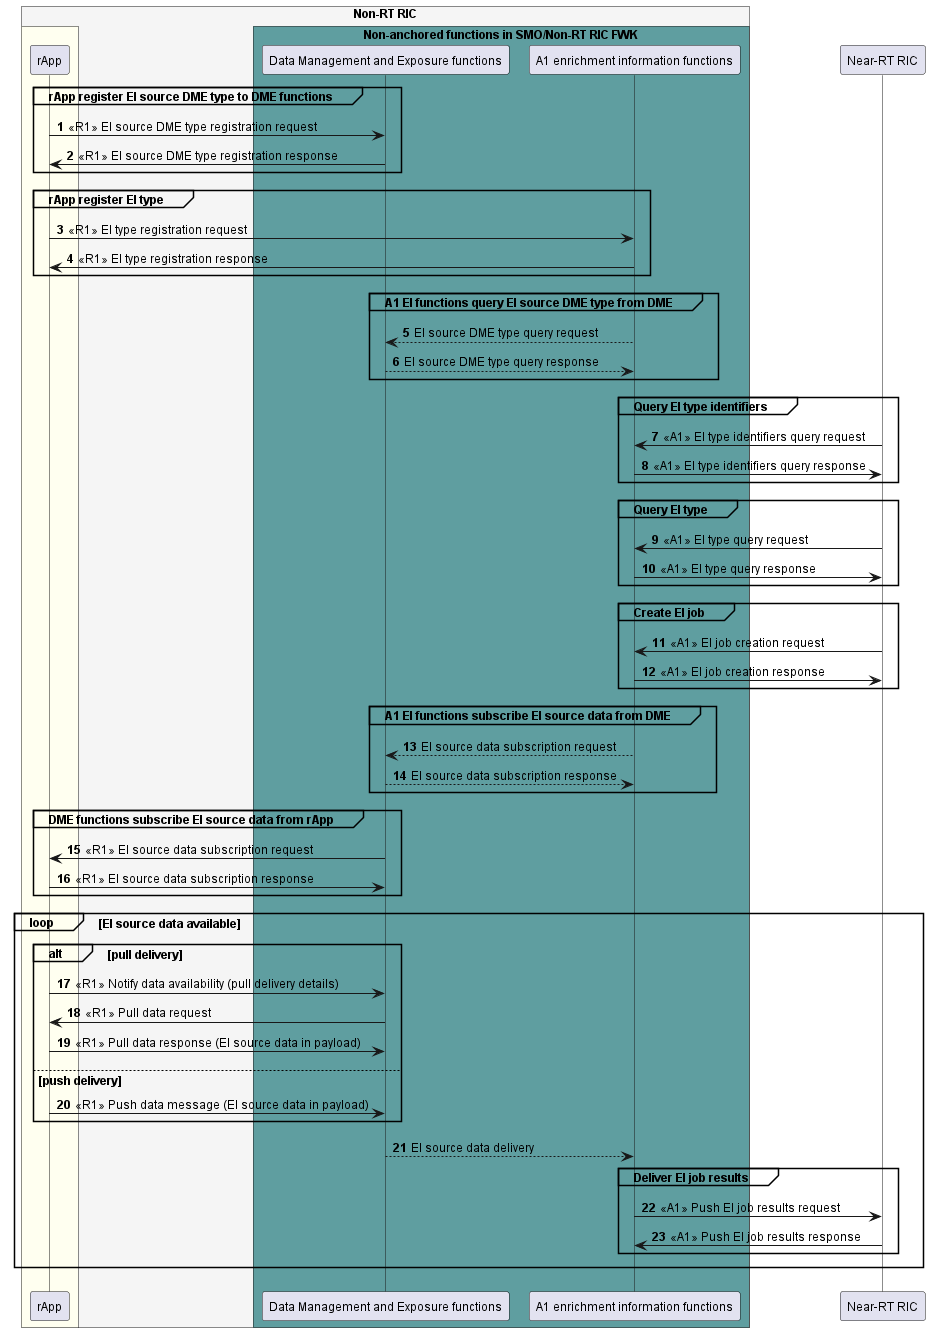 Non-RT RIC
Non-anchored functions in SMO/Non-RT RIC FWK
rApp
Data Management and Exposure functions
A1 enrichment information functions
Near-RT RIC
rApp register EI source DME type to DME functions
1 «R1» EI source DME type registration request
2 «R1» EI source DME type registration response
rApp register EI type
3 «R1» EI type registration request
4 «R1» EI type registration response
A1 EI functions query EI source DME type from DME
5 EI source DME type query request
6 EI source DME type query response
Query EI type identifiers
7 «A1» EI type identifiers query request
8 «A1» EI type identifiers query response
Query EI type
9 «A1» EI type query request
10 «A1» EI type query response
Create EI job
11 «A1» EI job creation request
12 «A1» EI job creation response
A1 EI functions subscribe EI source data from DME
13 EI source data subscription request
14 EI source data subscription response
DME functions subscribe EI source data from rApp
15 «R1» EI source data subscription request
16 «R1» EI source data subscription response
loop [EI source data available]
alt [pull delivery]
17 «R1» Notify data availability (pull delivery details)
18 «R1» Pull data request
19 «R1» Pull data response (EI source data in payload)
[push delivery]
20 «R1» Push data message (EI source data in payload)
21 EI source data delivery
Deliver EI job results
22 «A1» Push EI job results request
23 «A1» Push EI job results response
rApp
Data Management and Exposure functions
A1 enrichment information functions
Near-RT RIC